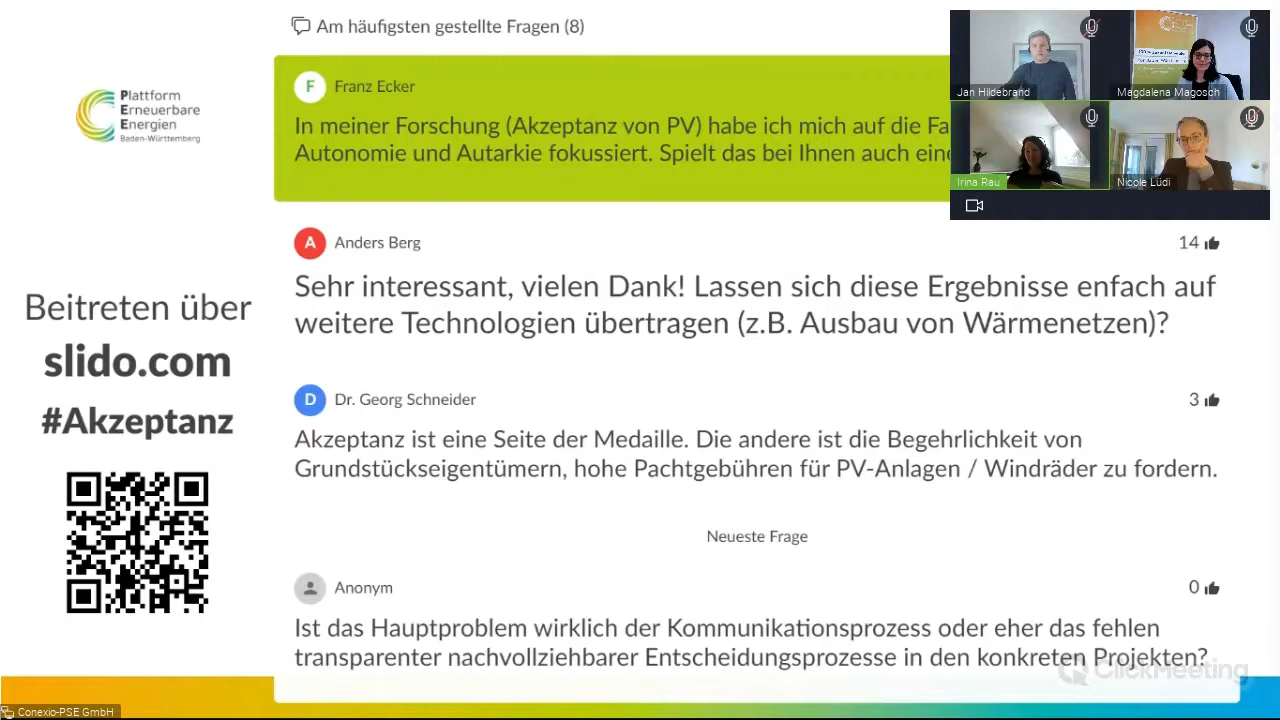 Am häufigsten gestellte Fragen (8)
F Franz Ecker
In meiner Forschung (Akzeptanz von PV) habe ich mich auf die Fa
Autonomie und Autarkie fokussiert. Spielt das bei Ihnen auch eine
Jan Hildebrand
Magdalena Magosch
Irina Rau
Nicole Lüdi
Plattform
Erneuerbare
Energien
Baden-Württemberg
Beitreten über
slido.com
#Akzeptanz
A Anders Berg 14
Sehr interessant, vielen Dank! Lassen sich diese Ergebnisse enfach auf
weitere Technologien übertragen (z.B. Ausbau von Wärmenetzen)?
D Dr. Georg Schneider 3
Akzeptanz ist eine Seite der Medaille. Die andere ist die Begehrlichkeit von
Grundstückseigentümern, hohe Pachtgebühren für PV-Anlagen / Windräder zu fordern.
Neueste Frage
Anonym 0
Ist das Hauptproblem wirklich der Kommunikationsprozess oder eher das fehlen
transparenter nachvollziehbarer Entscheidungsprozesse in den konkreten Projekten?
ClickMeeting
Conexio-PSE GmbH